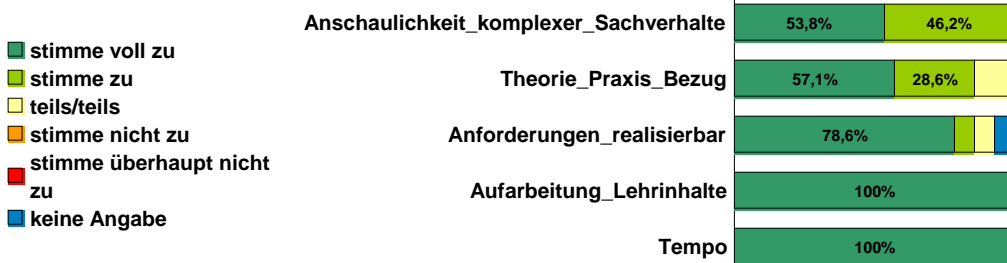 stimme voll zu
stimme zu
teils/teils
stimme nicht zu
stimme überhaupt nicht
zu
keine Angabe
Anschaulichkeit_komplexer_Sachverhalte
53,8% 46,2%
Theorie_Praxis_Bezug
57,1% 28,6%
Anforderungen_realisierbar
78,6%
Aufarbeitung_Lehrinhalte
100%
Tempo
100%